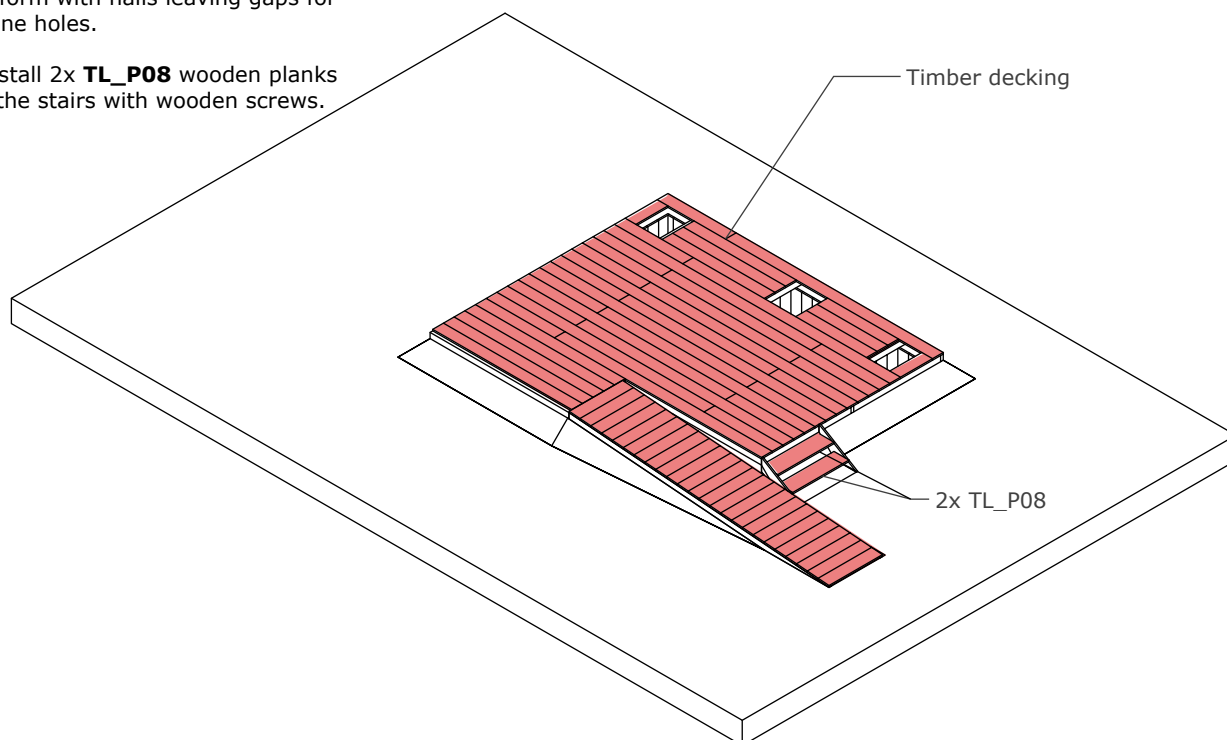 form with nails leaving gaps for
ne holes.
stall 2x TL_P08 wooden planks
the stairs with wooden screws.
Timber decking
2x TL_P08